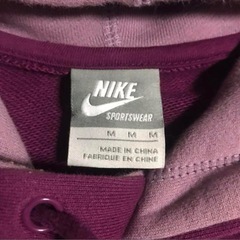 NIKE
SPORTSWEAR
M M M
MADE IN CHINA
FABRIQUÉ EN CHINE